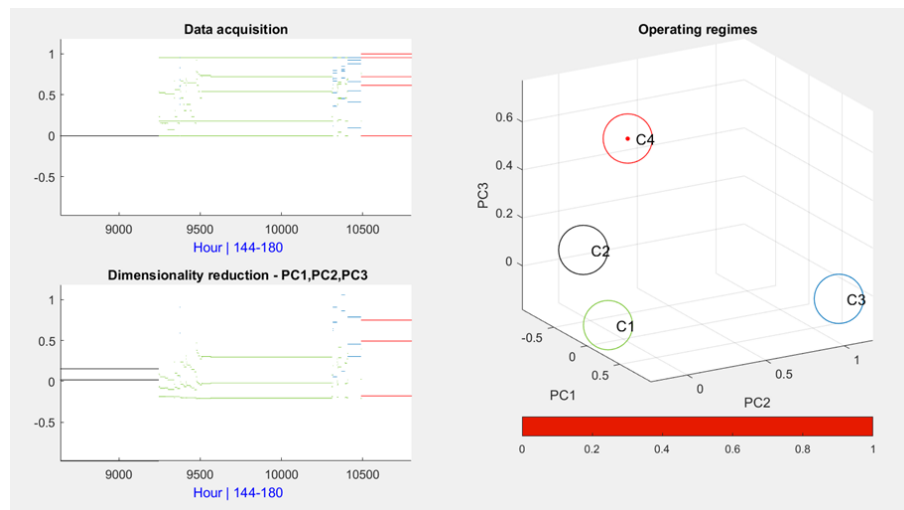 Data acquisition
1
0.5
0
-0.5
9000 9500 10000 10500
Hour | 144-180
Dimensionality reduction - PC1,PC2,PC3
1
0.5
0
-0.5
9000 9500 10000 10500
Hour | 144-180
Operating regimes
0.6
0.4
0.2
0
PC3
C4
C2
C3
C1
-0.5
0
0.5
0
0.5
1
PC1
PC2
0 0.2 0.4 0.6 0.8 1